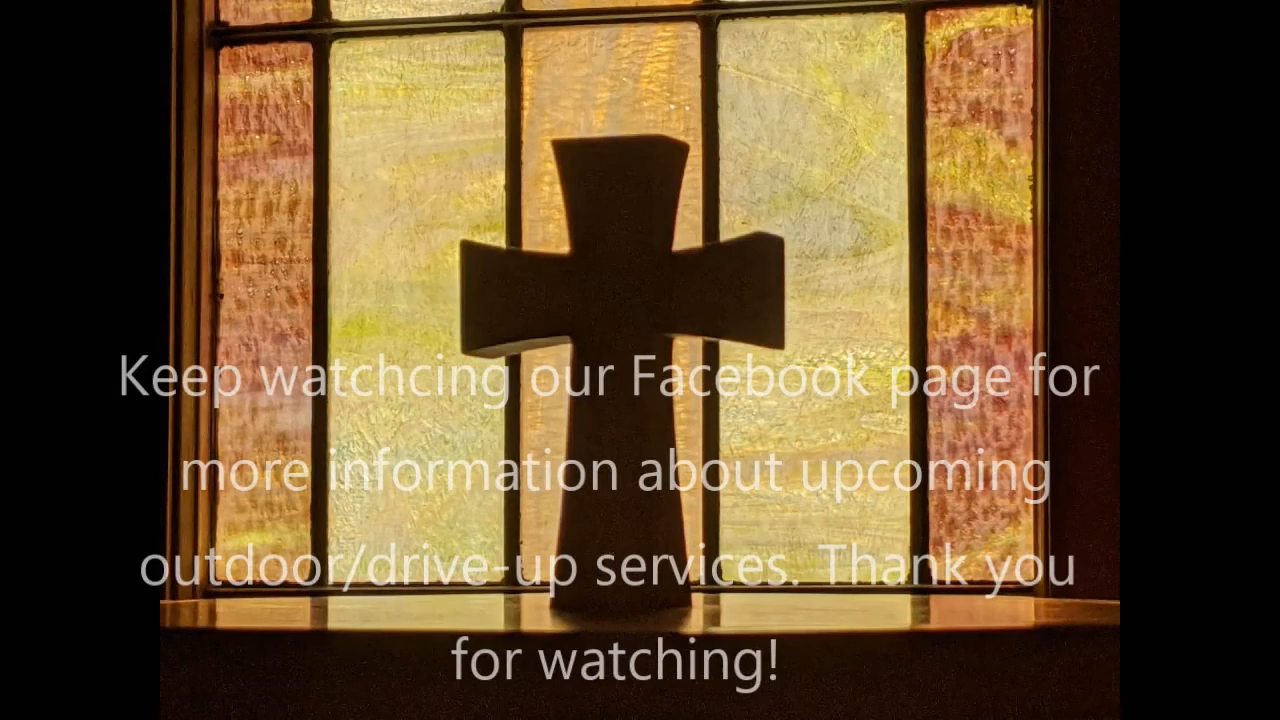 Keep watchcing our Facebook page for
more information about upcoming
outdoor/drive-up services. Thank you
for watching!